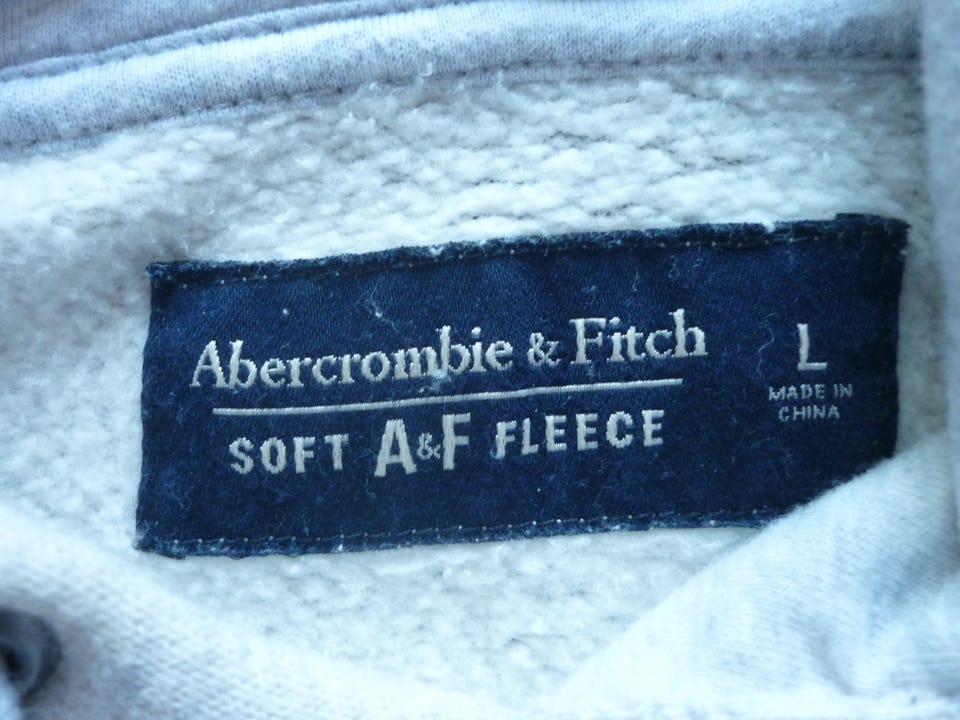 Abercrombie & Fitch
SOFT A&F FLEECE
L
MADE IN
CHINA